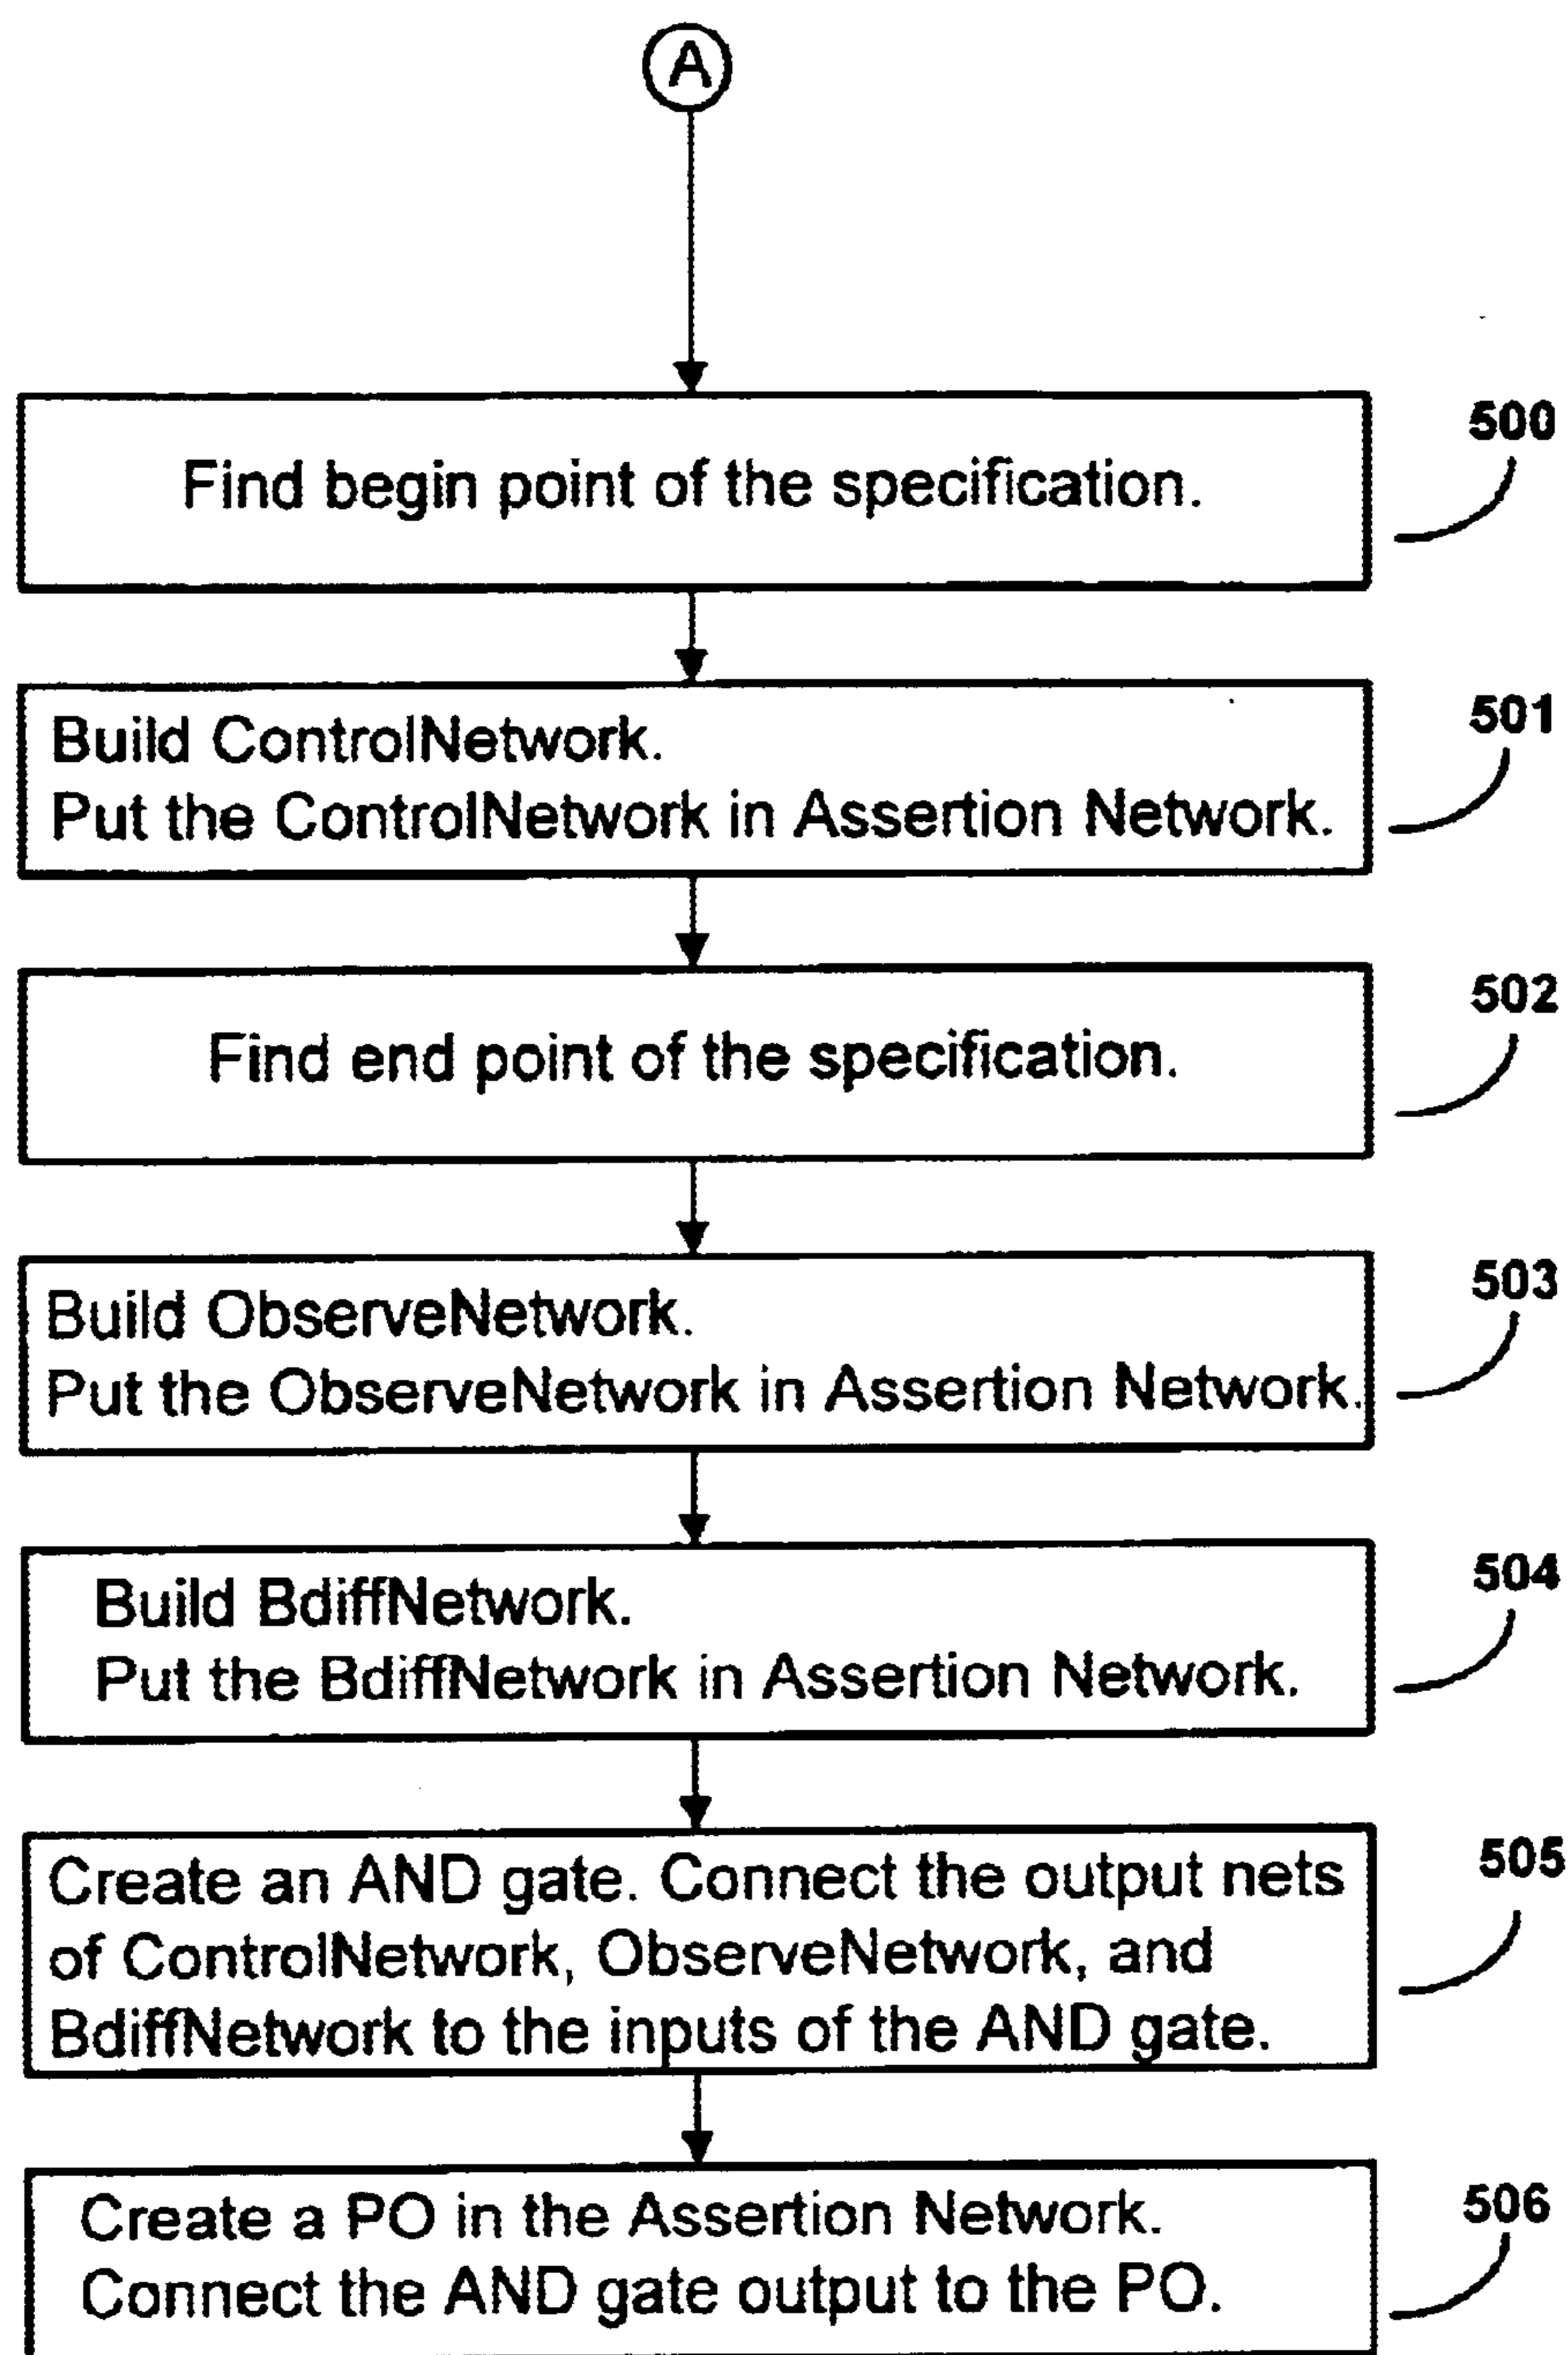 A
Find begin point of the specification.
500
Build ControlNetwork.
Put the ControlNetwork in Assertion Network.
501
Find end point of the specification.
502
Build ObserveNetwork.
Put the ObserveNetwork in Assertion Network.
503
Build BdiffNetwork.
Put the BdiffNetwork in Assertion Network.
504
Create an AND gate. Connect the output nets
of ControlNetwork, ObserveNetwork, and
BdiffNetwork to the inputs of the AND gate.
505
Create a PO in the Assertion Network.
Connect the AND gate output to the PO.
506